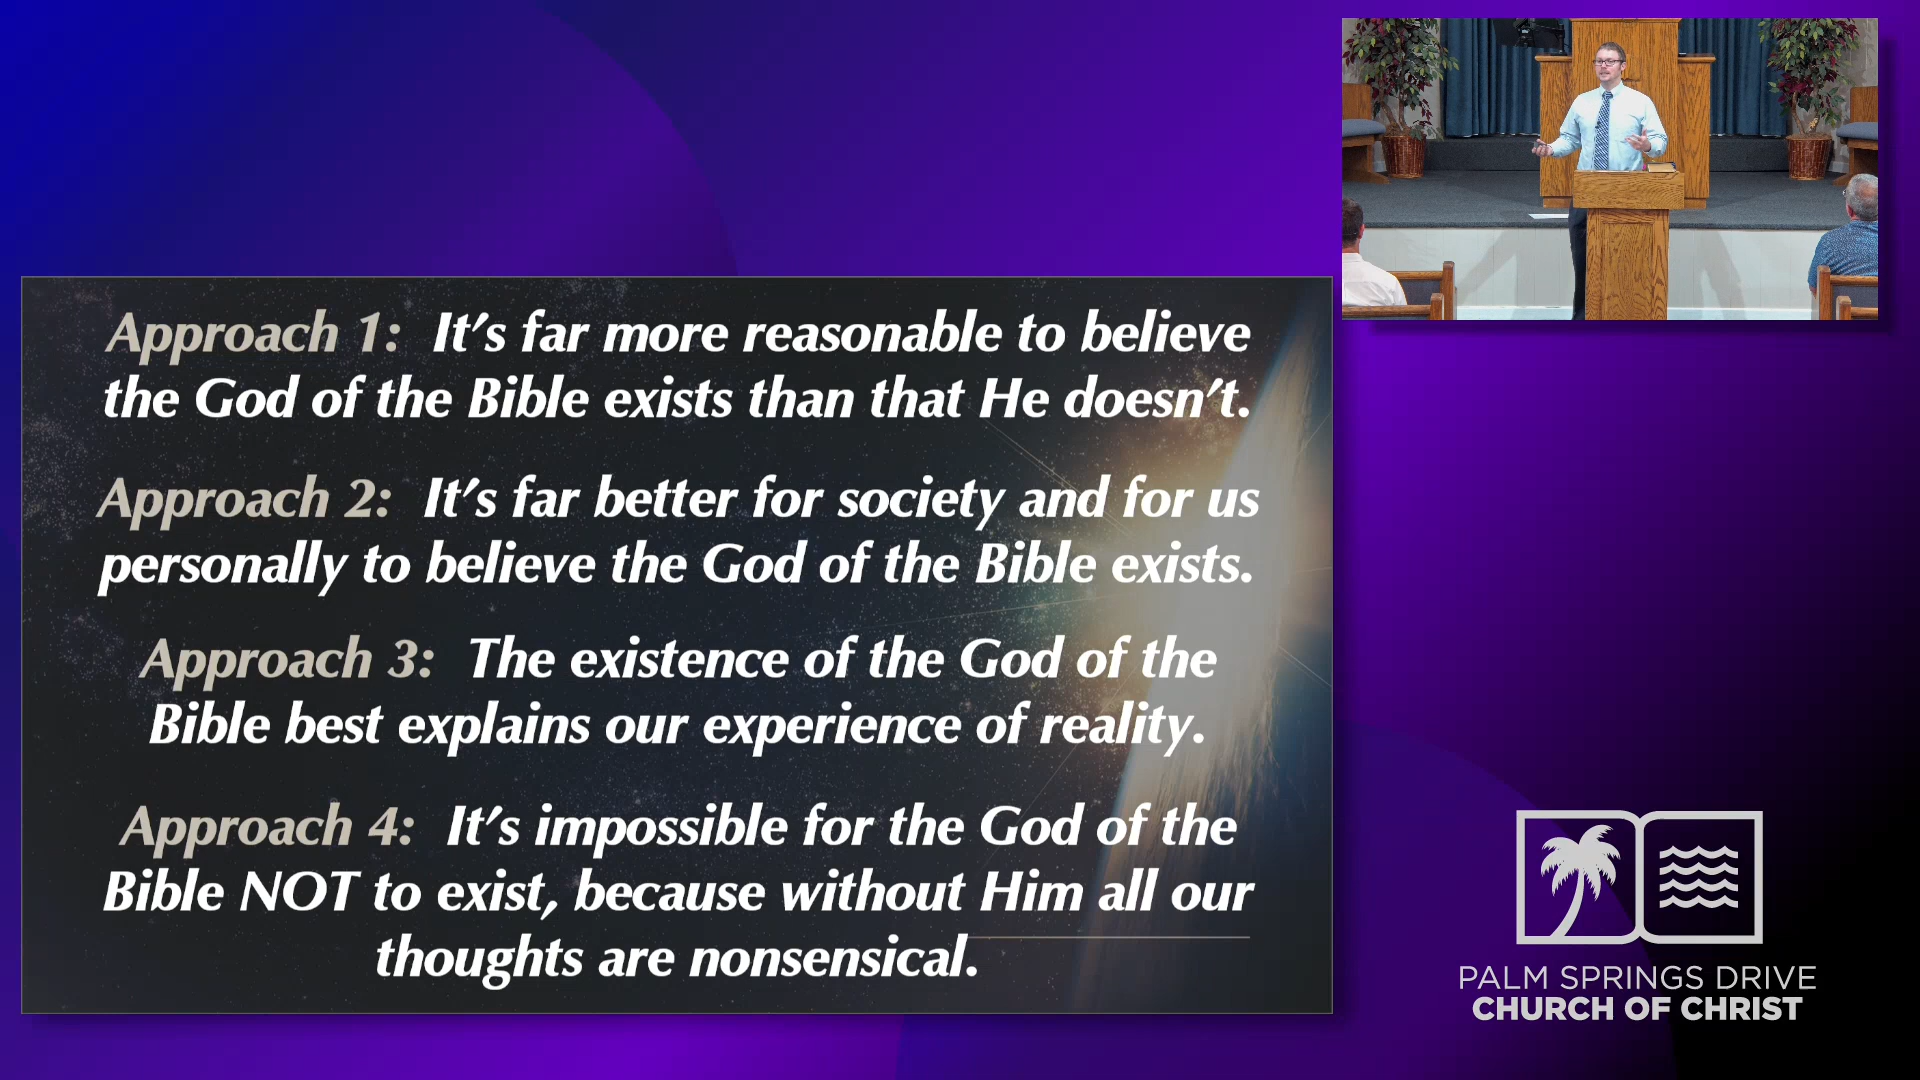 Approach 1: It's far more reasonable to believe
the God of the Bible exists than that He doesn't.
Approach 2: It's far better for society and for us
personally to believe the God of the Bible exists.
Approach 3: The existence of the God of the
Bible best explains our experience of reality.
Approach 4: It's impossible for the God of the
Bible NOT to exist, because without Him all our
thoughts are nonsensical.
PALM SPRINGS DRIVE
CHURCH OF CHRIST